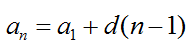 aₙ = a₁ + d(n−1)